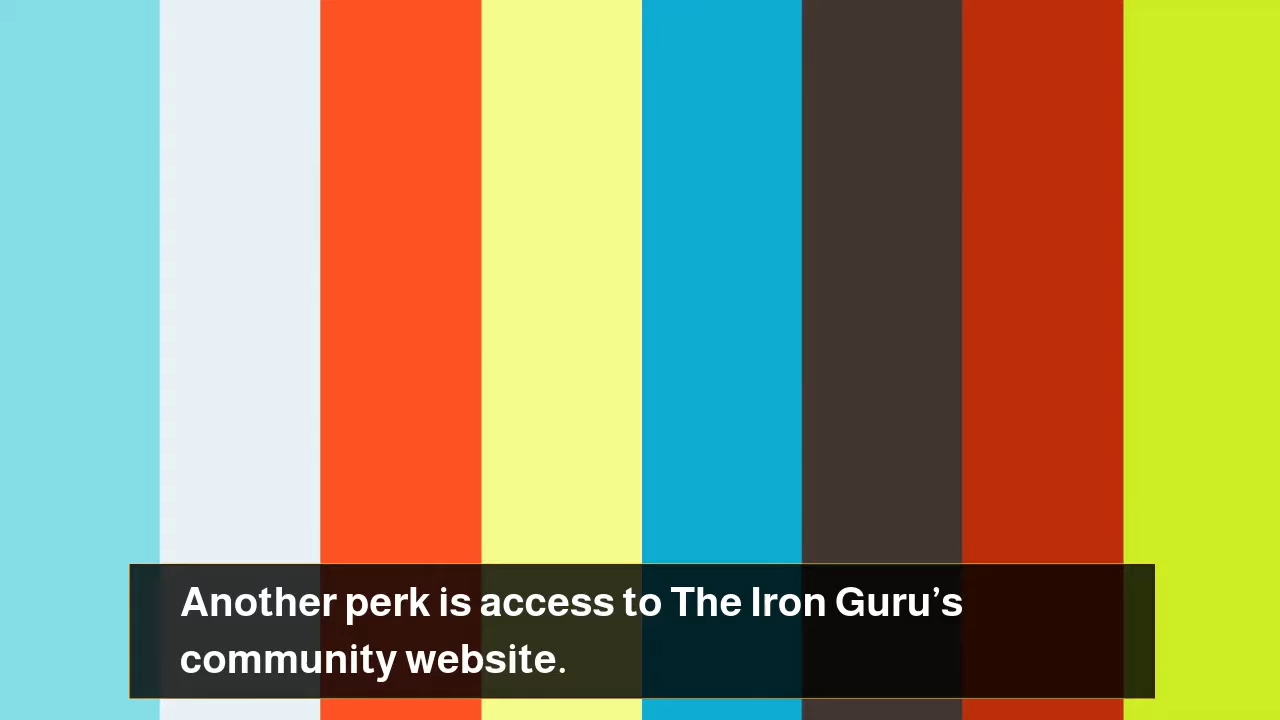 Another perk is access to The Iron Guru’s
community website.